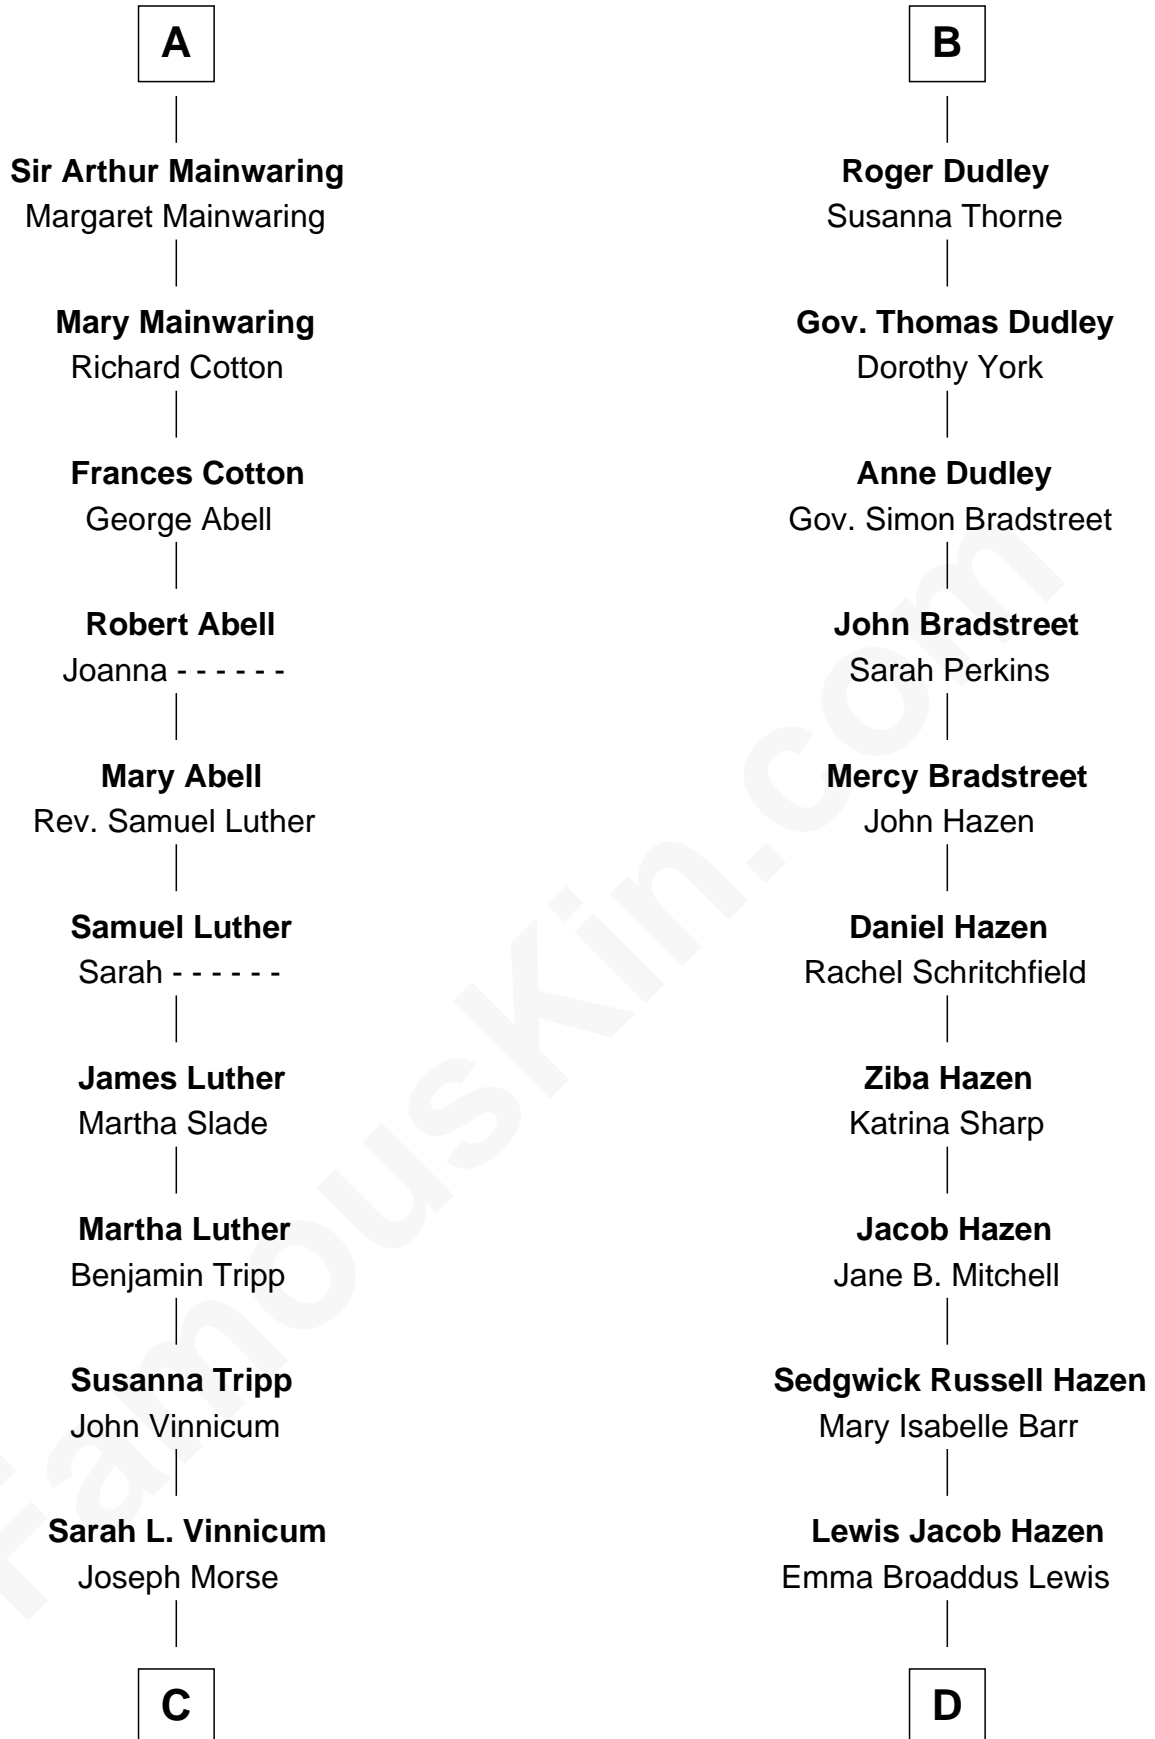 A
Sir Arthur Mainwaring
Margaret Mainwaring
Mary Mainwaring
Richard Cotton
Frances Cotton
George Abell
Robert Abell
Joanna - - - - - -
Mary Abell
Rev. Samuel Luther
Samuel Luther
Sarah - - - - - -
James Luther
Martha Slade
Martha Luther
Benjamin Tripp
Susanna Tripp
John Vinnicum
Sarah L. Vinnicum
Joseph Morse
C
B
Roger Dudley
Susanna Thorne
Gov. Thomas Dudley
Dorothy York
Anne Dudley
Gov. Simon Bradstreet
John Bradstreet
Sarah Perkins
Mercy Bradstreet
John Hazen
Daniel Hazen
Rachel Schritchfield
Ziba Hazen
Katrina Sharp
Jacob Hazen
Jane B. Mitchell
Sedgwick Russell Hazen
Mary Isabelle Barr
Lewis Jacob Hazen
Emma Broaddus Lewis
D
FamousKin.com